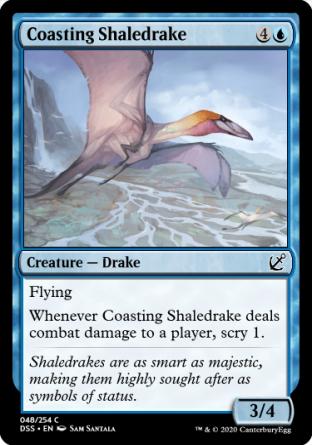 Coasting Shaledrake 4
Creature — Drake
Flying
Whenever Coasting Shaledrake deals
combat damage to a player, scry 1.
Shaledrakes are as smart as majestic,
making them highly sought after as
symbols of status.
3/4
048/254 C
DSS • EN Sam Santala
™ & © 2020 CanterburyEgg